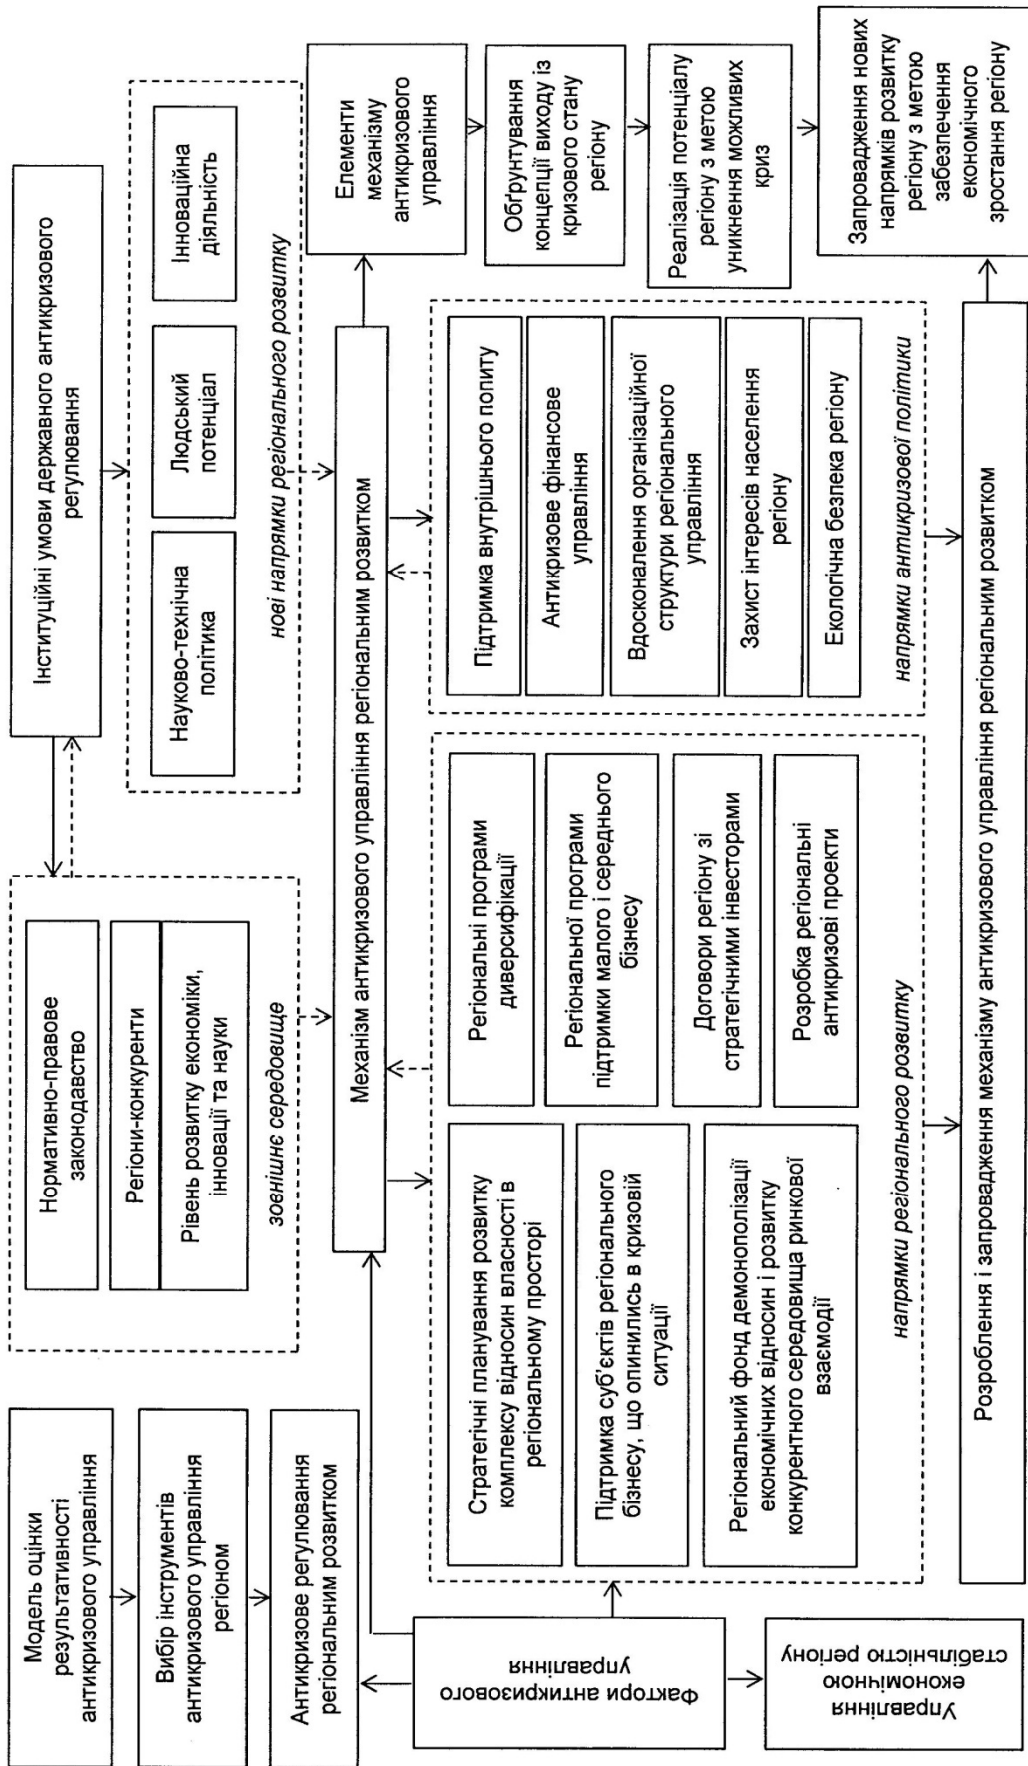 Модель оцінки
результативності
антикризового управління
Вибір інструментів
антикризового управління
регіоном
Антикризове регулювання
регіональним розвитком
Фактори антикризового
управління
Управління
економічною
стабільністю регіону
Нормативно-правове
законодавство
Регіони-конкуренти
Рівень розвитку економіки,
інновації та науки
зовнішнє середовище
Інституційні умови державного антикризового
регулювання
Науково-технічна
політика
Людський
потенціал
Інноваційна
діяльність
нові напрямки регіонального розвитку
Механізм антикризового управління регіональним розвитком
Стратегічні планування розвитку
комплексу відносин власності в
регіональному просторі
Підтримка суб’єктів регіонального
бізнесу, що опинились в кризовій
ситуації
Регіональний фонд демонополізації
економічних відносин і розвитку
конкурентного середовища ринкової
взаємодії
Регіональні програми
диверсифікації
Регіональної програми
підтримки малого і середнього
бізнесу
Договори регіону зі
стратегічними інвесторами
Розробка регіональні
антикризові проекти
напрямки регіонального розвитку
Підтримка внутрішнього попиту
Антикризове фінансове
управління
Вдосконалення організаційної
структури регіонального
управління
Захист інтересів населення
регіону
Екологічна безпека регіону
напрямки антикризової політики
Елементи
механізму
антикризового
управління
Обґрунтування
концепції виходу із
кризового стану
регіону
Реалізація потенціалу
регіону з метою
уникнення можливих
криз
Запровадження нових
напрямків розвитку
регіону з метою
забезпечення
економічного
зростання регіону
Розроблення і запровадження механізму антикризового управління регіональним розвитком